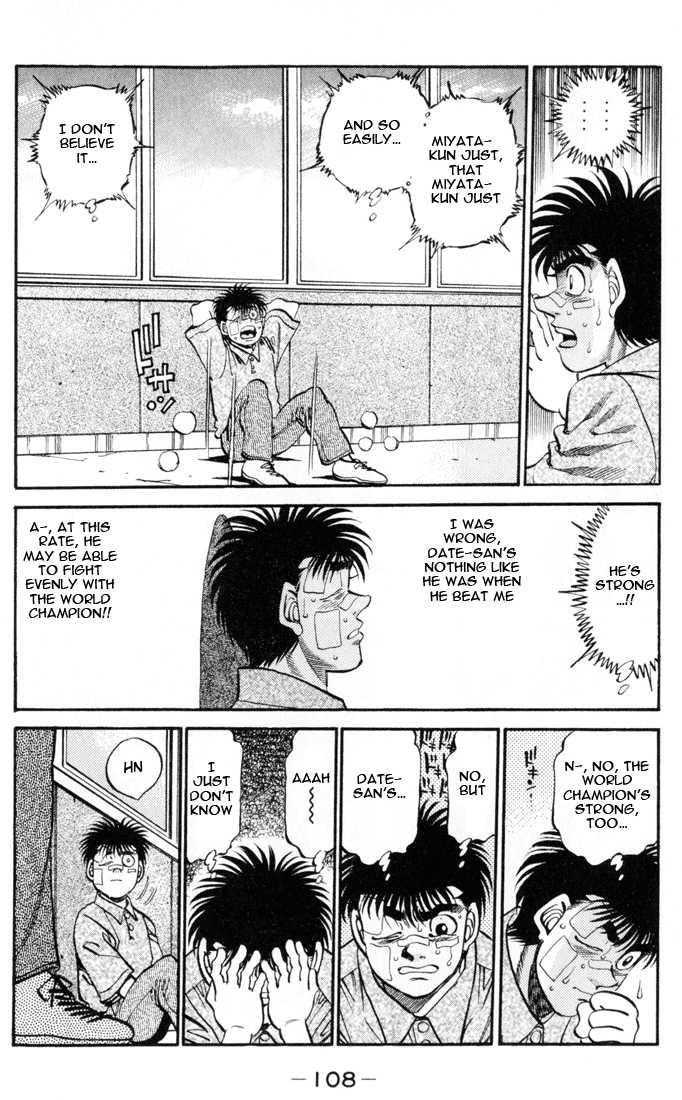 . . . . . .
MIYATA-
KUN JUST,
THAT
MIYATA-
KUN JUST
AND SO
EASILY...
I DON'T
BELIEVE
IT...
HE'S
STRONG
...!!
I WAS
WRONG,
DATE-SAN'S
NOTHING LIKE
HE WAS WHEN
HE BEAT ME
A-, AT THIS
RATE, HE
MAY BE ABLE
TO FIGHT
EVENLY WITH
THE WORLD
CHAMPION!!
N-, NO, THE
WORLD
CHAMPION'S
STRONG,
TOO...
NO,
BUT
DATE-
SAN'S...
AAAH
I
JUST
DON'T
KNOW
HN
— 108 —